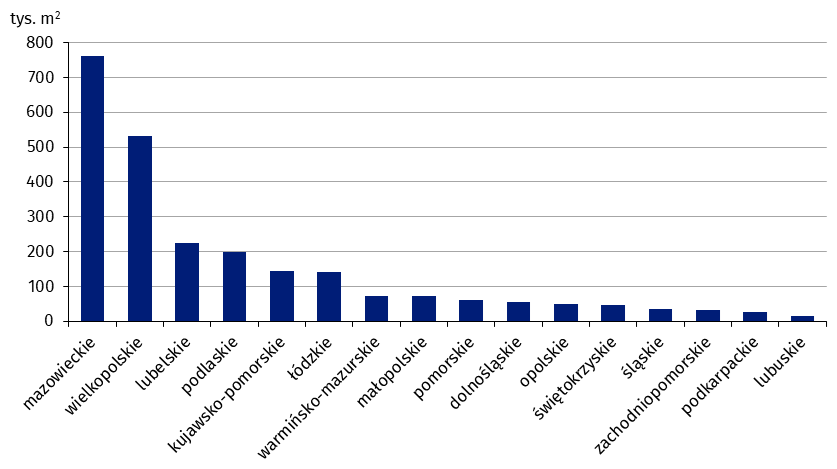 tys. m²
800
700
600
500
400
300
200
100
0
mazowieckie
wielkopolskie
lubelskie
podlaskie
kujawsko-pomorskie
łódzkie
warmińsko-mazurskie
małopolskie
pomorskie
dolnośląskie
opolskie
świętokrzyskie
śląskie
zachodniopomorskie
podkarpackie
lubuskie